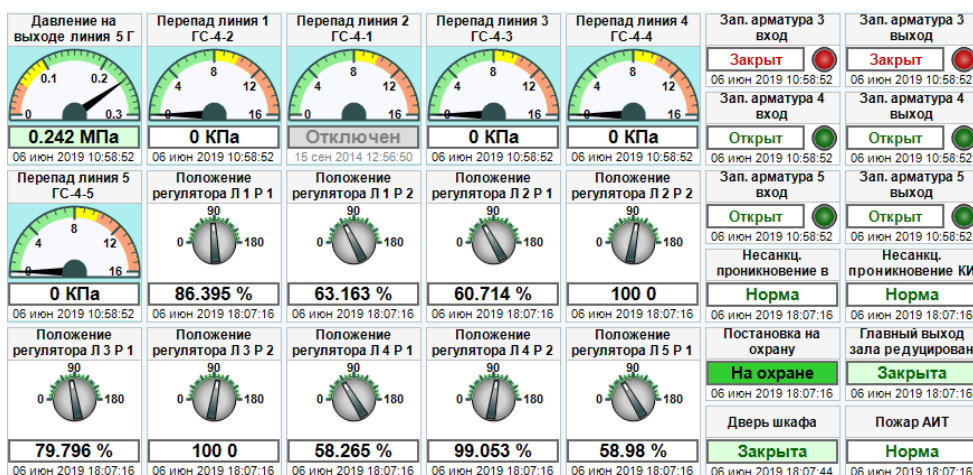 Давление на
выходе линия 5 Г
0
0.1
0.2
0.3
0.242 МПа
06 июн 2019 10:58:52
Перепад линия 1
ГС-4-2
0
4
8
12
16
0 КПа
06 июн 2019 10:58:52
Перепад линия 2
ГС-4-1
0
4
8
12
16
Отключен
15 сен 2014 12:56:50
Перепад линия 3
ГС-4-3
0
4
8
12
16
0 КПа
06 июн 2019 10:58:52
Перепад линия 4
ГС-4-4
0
4
8
12
16
0 КПа
06 июн 2019 10:58:52
Зап. арматура 3
вход
Закрыт
06 июн 2019 10:58:52
Зап. арматура 3
выход
Закрыт
06 июн 2019 10:58:52
Зап. арматура 4
вход
Открыт
06 июн 2019 10:58:52
Зап. арматура 4
выход
Открыт
06 июн 2019 10:58:52
Перепад линия 5
ГС-4-5
0
4
8
12
16
0 КПа
06 июн 2019 10:58:52
Положение
регулятора Л 1 Р 1
0
90
180
86.395 %
06 июн 2019 18:07:16
Положение
регулятора Л 1 Р 2
0
90
180
63.163 %
06 июн 2019 18:07:16
Положение
регулятора Л 2 Р 1
0
90
180
60.714 %
06 июн 2019 18:07:16
Положение
регулятора Л 2 Р 2
0
90
180
100 0
06 июн 2019 18:07:16
Зап. арматура 5
вход
Открыт
06 июн 2019 10:58:52
Зап. арматура 5
выход
Открыт
06 июн 2019 10:58:52
Несанкц.
проникновение в
Норма
06 июн 2019 18:07:16
Несанкц.
проникновение КИ
Норма
06 июн 2019 18:07:16
Положение
регулятора Л 3 Р 1
0
90
180
79.796 %
06 июн 2019 18:07:16
Положение
регулятора Л 3 Р 2
0
90
180
100 0
06 июн 2019 18:07:16
Положение
регулятора Л 4 Р 1
0
90
180
58.265 %
06 июн 2019 18:07:16
Положение
регулятора Л 4 Р 2
0
90
180
99.053 %
06 июн 2019 18:07:16
Положение
регулятора Л 5 Р 1
0
90
180
58.98 %
06 июн 2019 18:07:16
Постановка на
охрану
На охране
06 июн 2019 18:07:16
Главный выход
зала редуцирован
Закрыта
06 июн 2019 18:07:16
Дверь шкафа
Закрыта
06 июн 2019 18:07:44
Пожар АИТ
Норма
06 июн 2019 18:07:16